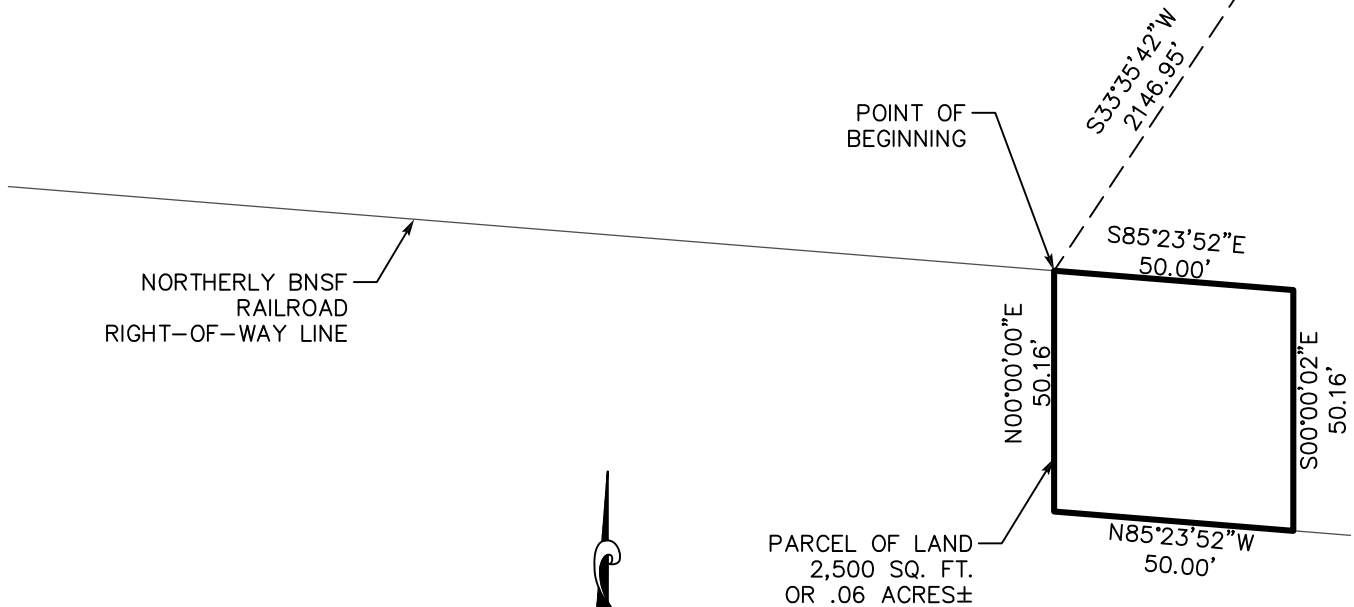 S33°35'42"W
2146.95'
POINT OF
BEGINNING
S85°23'52"E
50.00'
NORTHERLY BNSF
RAILROAD
RIGHT-OF-WAY LINE
N00°00'00"E
50.16'
S00°00'02"E
50.16'
PARCEL OF LAND
2,500 SQ. FT.
OR .06 ACRES±
N85°23'52"W
50.00'